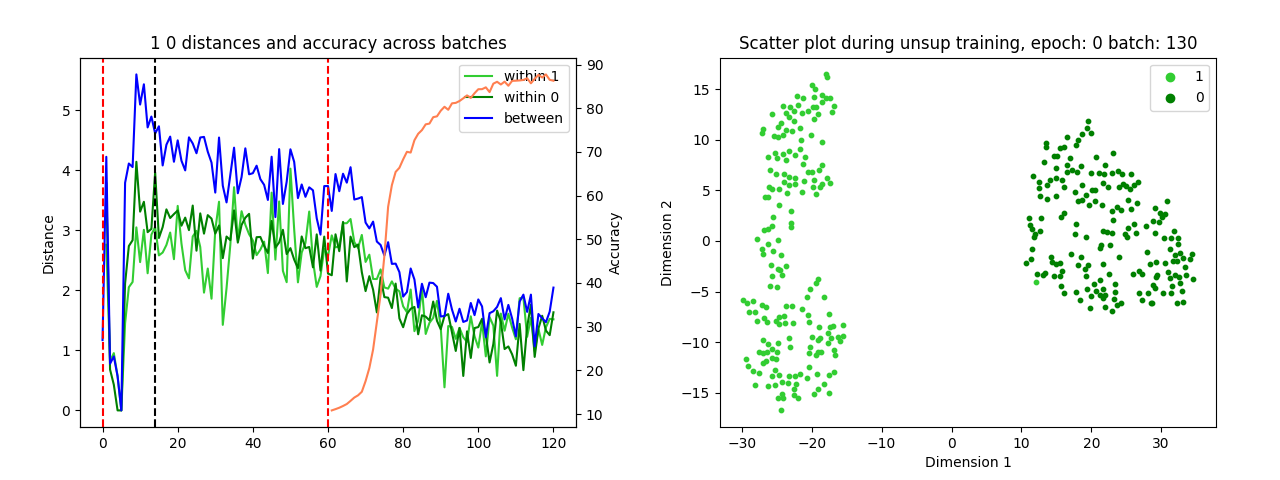 1 0 distances and accuracy across batches
Distance
5
4
3
2
1
0
0 20 40 60 80 100 120
within 1
within 0
between
90
80
70
60
50
40
30
20
10
Accuracy
Scatter plot during unsup training, epoch: 0 batch: 130
Dimension 2
15
10
5
0
−5
−10
−15
−30 −20 −10 0 10 20 30
Dimension 1
1
0